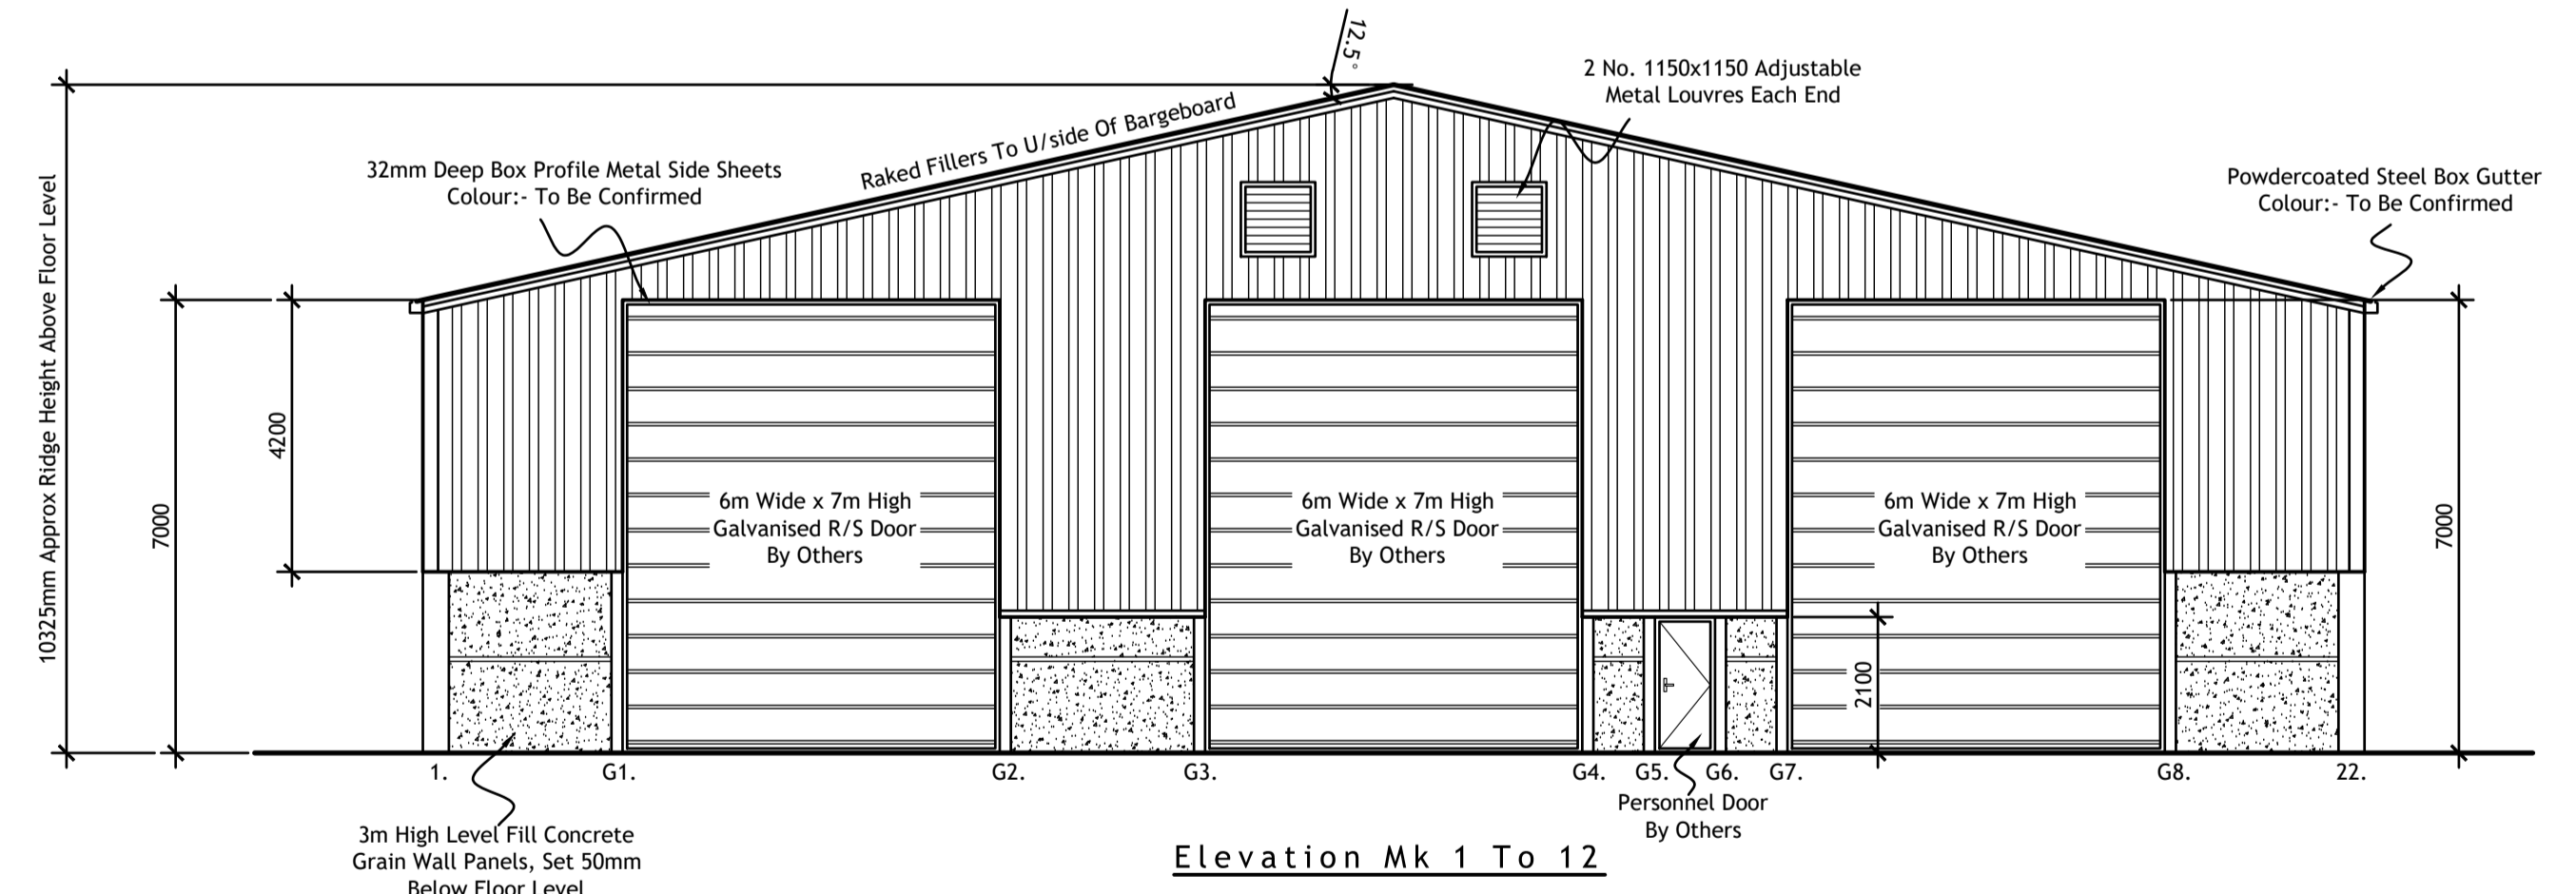 12.5°
2 No. 1150x1150 Adjustable
Metal Louvres Each End
Raked Fillers To U/side Of Bargeboard
32mm Deep Box Profile Metal Side Sheets
Colour:- To Be Confirmed
Powdercoated Steel Box Gutter
Colour:- To Be Confirmed
10325mm Approx Ridge Height Above Floor Level
7000
4200
6m Wide x 7m High
Galvanised R/S Door
By Others
6m Wide x 7m High
Galvanised R/S Door
By Others
6m Wide x 7m High
Galvanised R/S Door
By Others
7000
2100
1.
G1.
G2.
G3.
G4.
G5.
G6.
G7.
G8.
22.
Personnel Door
By Others
3m High Level Fill Concrete
Grain Wall Panels, Set 50mm
Below Floor Level
Elevation Mk 1 To 12